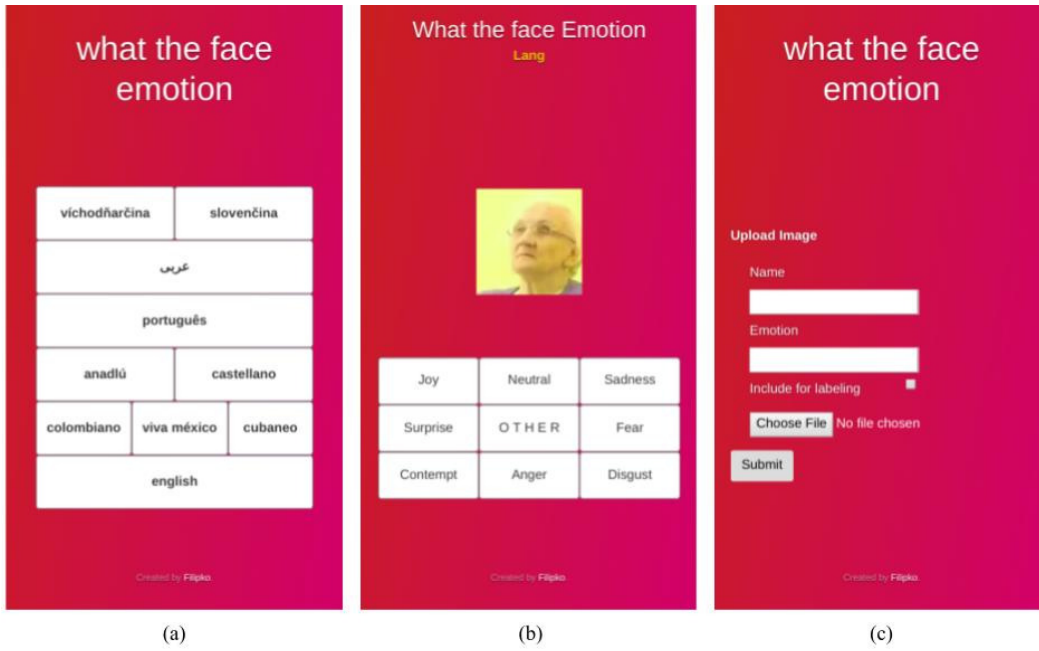 what the face
emotion
víchodňarčina
slovenčina
عربى
português
anadlú
castellano
colombiano
viva méxico
cubaneo
english
Created by Filipko.
(a)
What the face Emotion
Lang
Joy
Neutral
Sadness
Surprise
O T H E R
Fear
Contempt
Anger
Disgust
Created by Filipko.
(b)
what the face
emotion
Upload Image
Name
Emotion
Include for labeling
Choose File No file chosen
Submit
Created by Filipko.
(c)